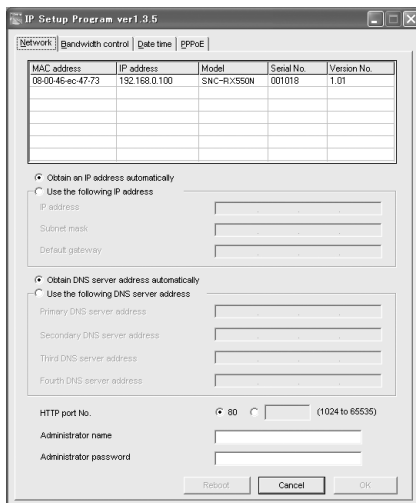 IP Setup Program ver1.3.5
Network Bandwidth control Date time PPPoE
MAC address IP address Model Serial No. Version No.
08-00-46-ec-47-73 192.168.0.100 SNC-RX550N 001018 1.01
Obtain an IP address automatically
Use the following IP address
IP address
Subnet mask
Default gateway
Obtain DNS server address automatically
Use the following DNS server address
Primary DNS server address
Secondary DNS server address
Third DNS server address
Fourth DNS server address
HTTP port No. 80 (1024 to 65535)
Administrator name
Administrator password
Reboot Cancel OK